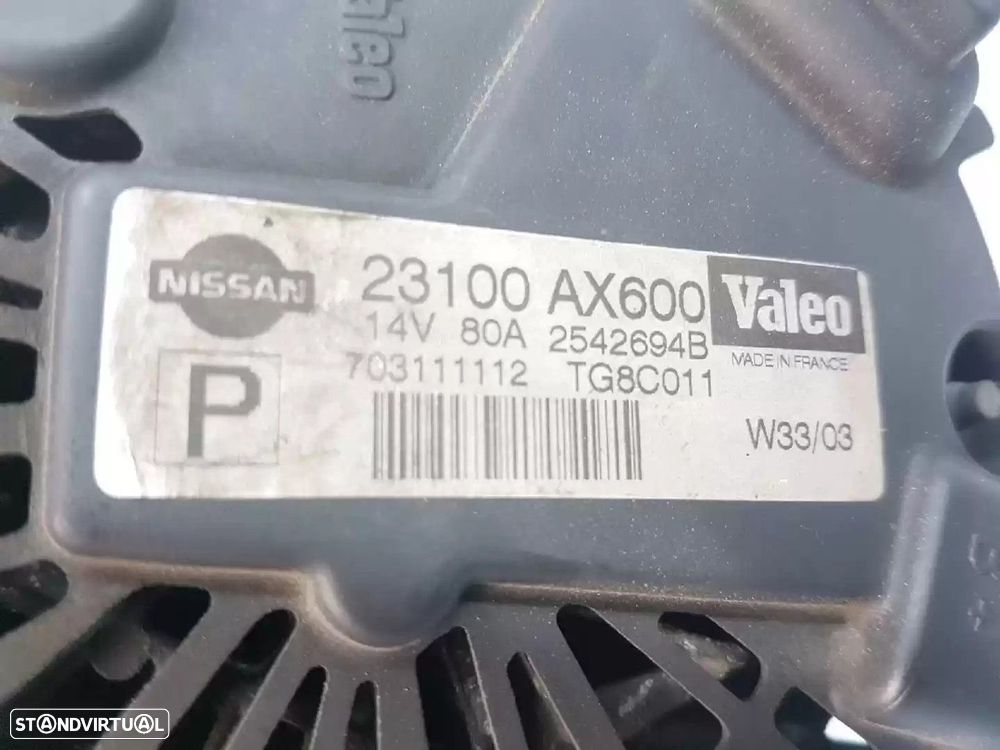 Valeo
NISSAN 23100 AX600 Valeo
14V 80A 2542694B MADE IN FRANCE
703111112 TG8C011
P W33/03
STANDVIRTUAL